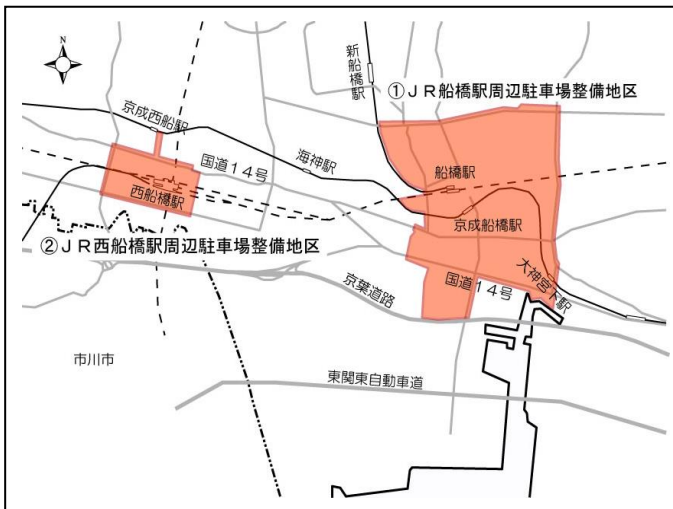 N
新船橋駅
①JR船橋駅周辺駐車場整備地区
京成西船駅
国道14号
海神駅
船橋駅
西船橋駅
京成船橋駅
②JR西船橋駅周辺駐車場整備地区
大神宮下駅
国道14号
京葉道路
市川市
東関東自動車道